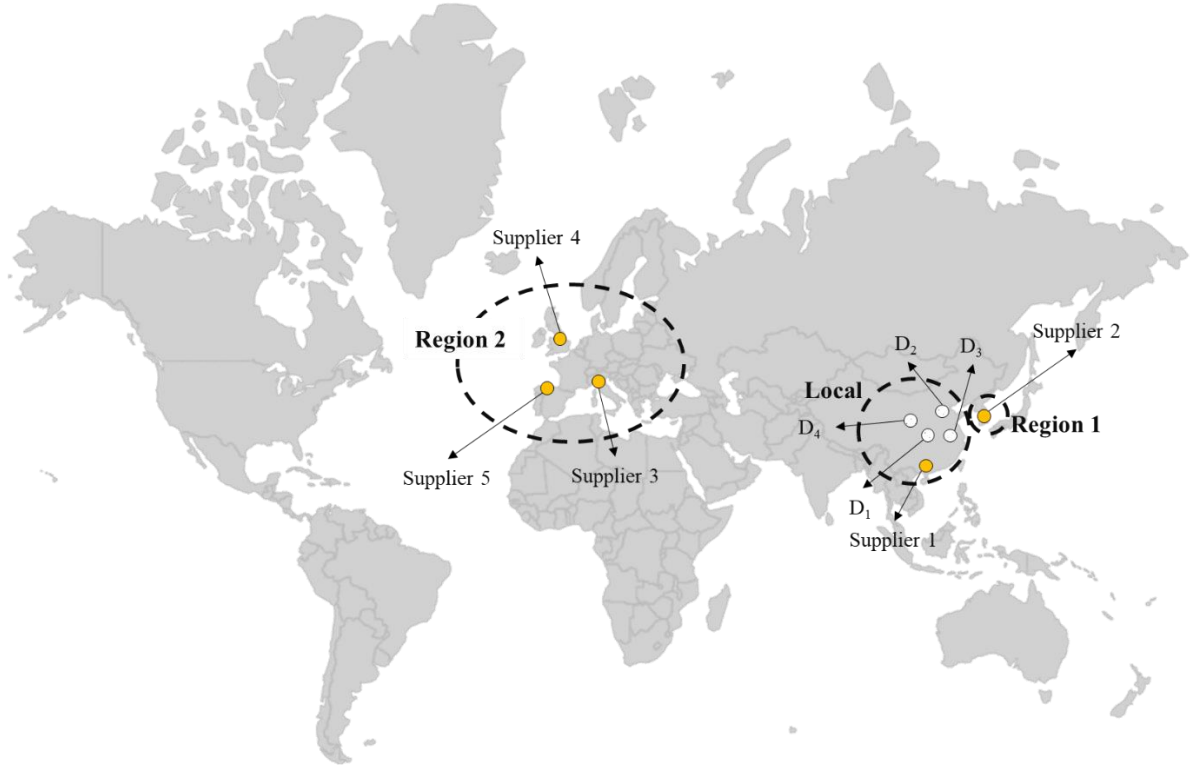 Supplier 4
Region 2
Supplier 2
D₂
D₃
Local
Region 1
D₄
Supplier 5
Supplier 3
D₁
Supplier 1